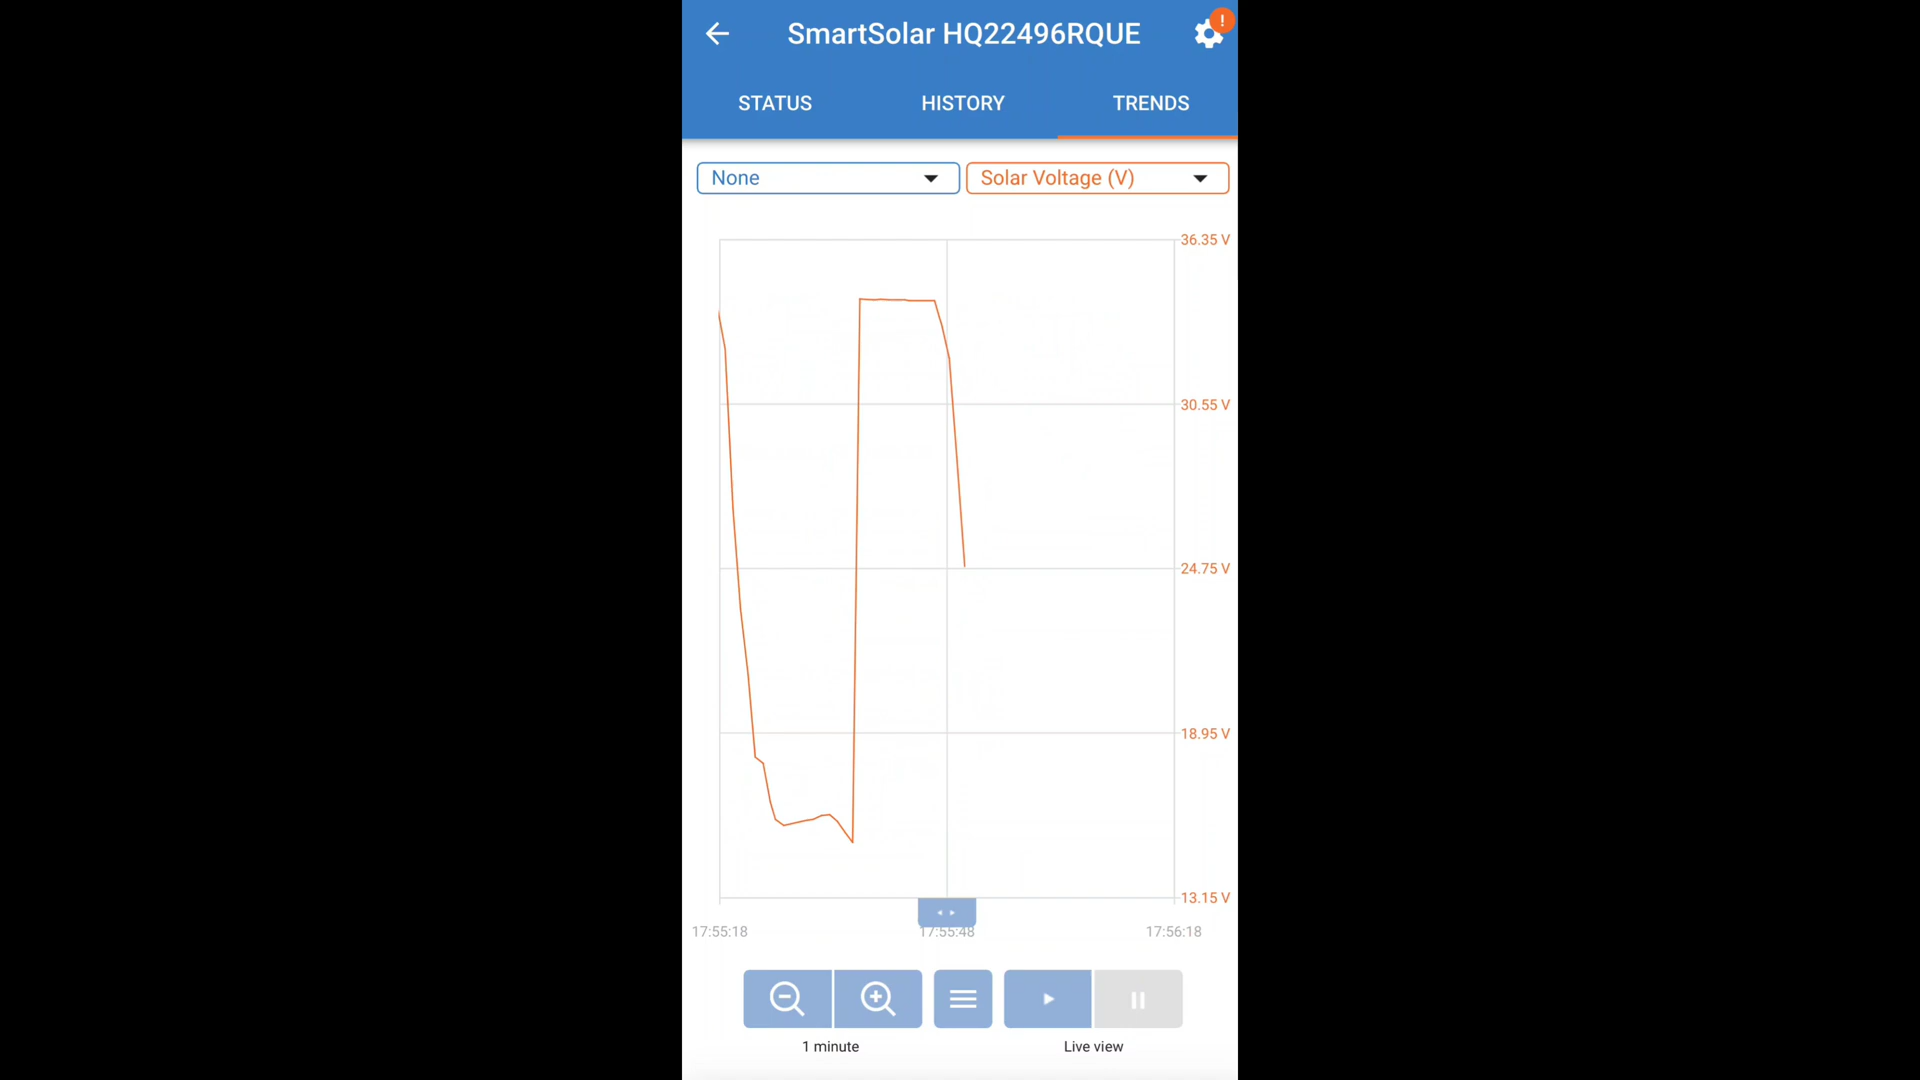 SmartSolar HQ22496RQUE
!
STATUS HISTORY TRENDS
None
Solar Voltage (V)
36.35 V
30.55 V
24.75 V
18.95 V
13.15 V
17:55:18 17:55:48 17:56:18
1 minute
Live view